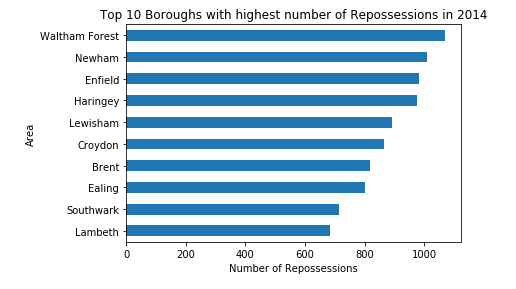 Top 10 Boroughs with highest number of Repossessions in 2014
Waltham Forest
Newham
Enfield
Haringey
Lewisham
Croydon
Brent
Ealing
Southwark
Lambeth
Area
0 200 400 600 800 1000
Number of Repossessions